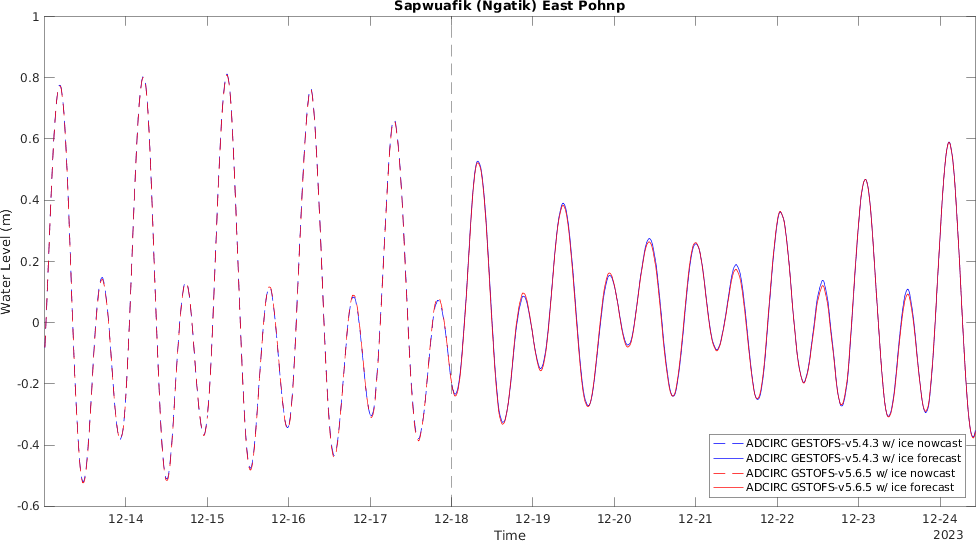 Sapwuafik (Ngatik) East Pohnp
1
0.8
0.6
0.4
0.2
0
-0.2
-0.4
-0.6
Water Level (m)
12-14 12-15 12-16 12-17 12-18 12-19 12-20 12-21 12-22 12-23 12-24
2023
Time
ADCIRC GESTOFS-v5.4.3 w/ ice nowcast
ADCIRC GESTOFS-v5.4.3 w/ ice forecast
ADCIRC GSTOFS-v5.6.5 w/ ice nowcast
ADCIRC GSTOFS-v5.6.5 w/ ice forecast